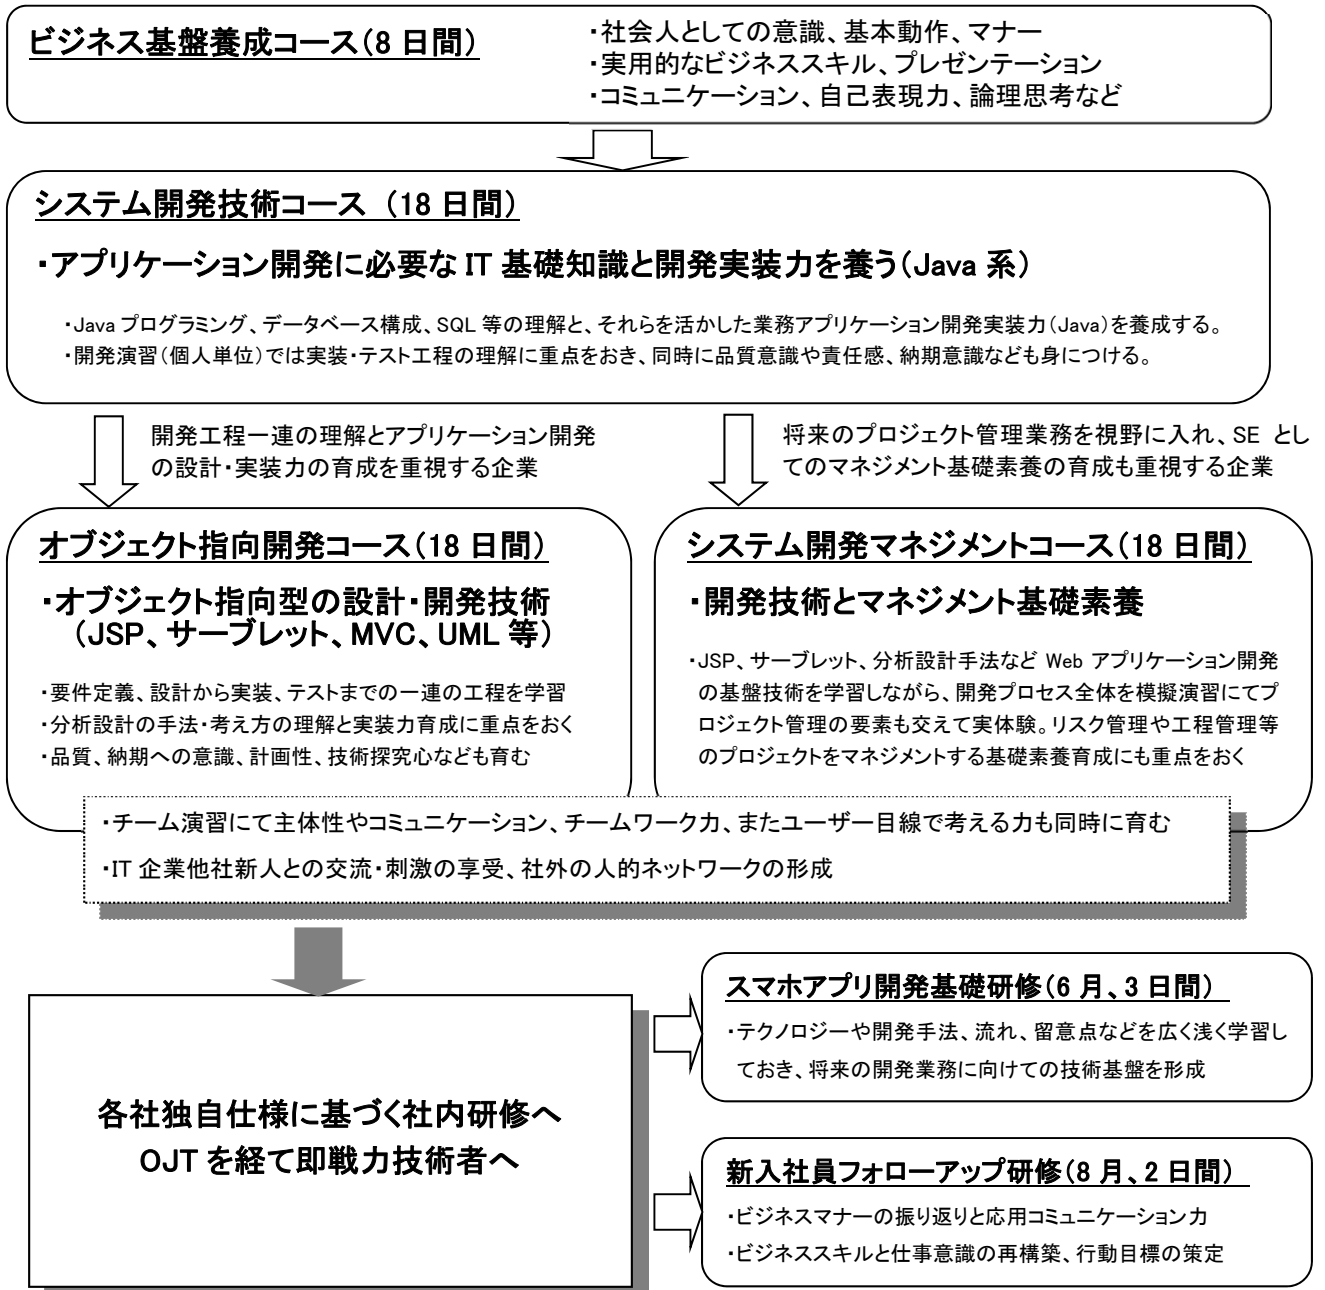 ビジネス基盤養成コース(8 日間)
・社会人としての意識、基本動作、マナー
・実用的なビジネススキル、プレゼンテーション
・コミュニケーション、自己表現力、論理思考など
システム開発技術コース (18 日間)
・アプリケーション開発に必要な IT 基礎知識と開発実装力を養う(Java 系)
・Java プログラミング、データベース構成、SQL 等の理解と、それらを活かした業務アプリケーション開発実装力(Java)を養成する。
・開発演習(個人単位)では実装・テスト工程の理解に重点をおき、同時に品質意識や責任感、納期意識なども身につける。
開発工程一連の理解とアプリケーション開発
の設計・実装力の育成を重視する企業
将来のプロジェクト管理業務を視野に入れ、SE とし
てのマネジメント基礎素養の育成も重視する企業
オブジェクト指向開発コース(18 日間)
・オブジェクト指向型の設計・開発技術
(JSP、サーブレット、MVC、UML 等)
・要件定義、設計から実装、テストまでの一連の工程を学習
・分析設計の手法・考え方の理解と実装力育成に重点をおく
・品質、納期への意識、計画性、技術探究心なども育む
システム開発マネジメントコース(18 日間)
・開発技術とマネジメント基礎素養
・JSP、サーブレット、分析設計手法など Web アプリケーション開発
の基盤技術を学習しながら、開発プロセス全体を模擬演習にてプ
ロジェクト管理の要素も交えて実体験。リスク管理や工程管理等
のプロジェクトをマネジメントする基礎素養育成にも重点をおく
・チーム演習にて主体性やコミュニケーション、チームワーク力、またユーザー目線で考える力も同時に育む
・IT 企業他社新人との交流・刺激の享受、社外の人的ネットワークの形成
各社独自仕様に基づく社内研修へ
OJT を経て即戦力技術者へ
スマホアプリ開発基礎研修(6 月、3 日間)
・テクノロジーや開発手法、流れ、留意点などを広く浅く学習し
ておき、将来の開発業務に向けての技術基盤を形成
新入社員フォローアップ研修(8 月、2 日間)
・ビジネスマナーの振り返りと応用コミュニケーション力
・ビジネススキルと仕事意識の再構築、行動目標の策定